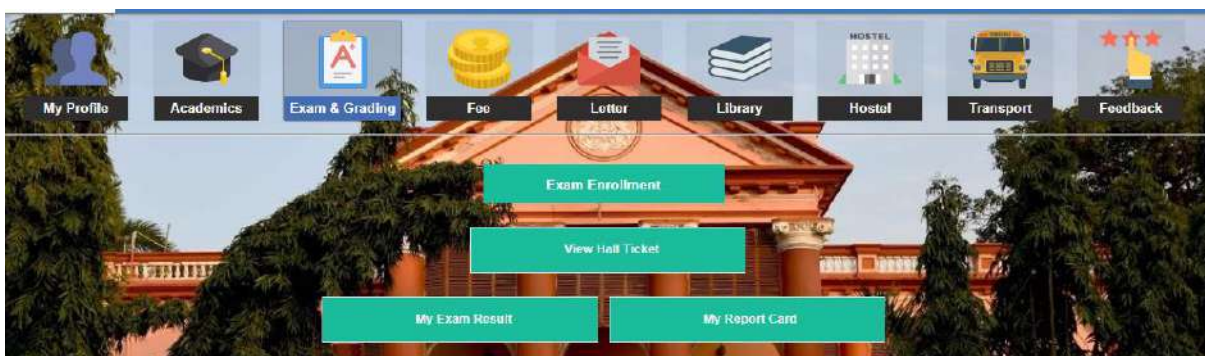 HOSTEL
My Profile
Academics
Exam & Grading
Fee
Letter
Library
Hostel
Transport
Feedback
Exam Enrollment
View Hall Ticket
My Exam Result
My Report Card